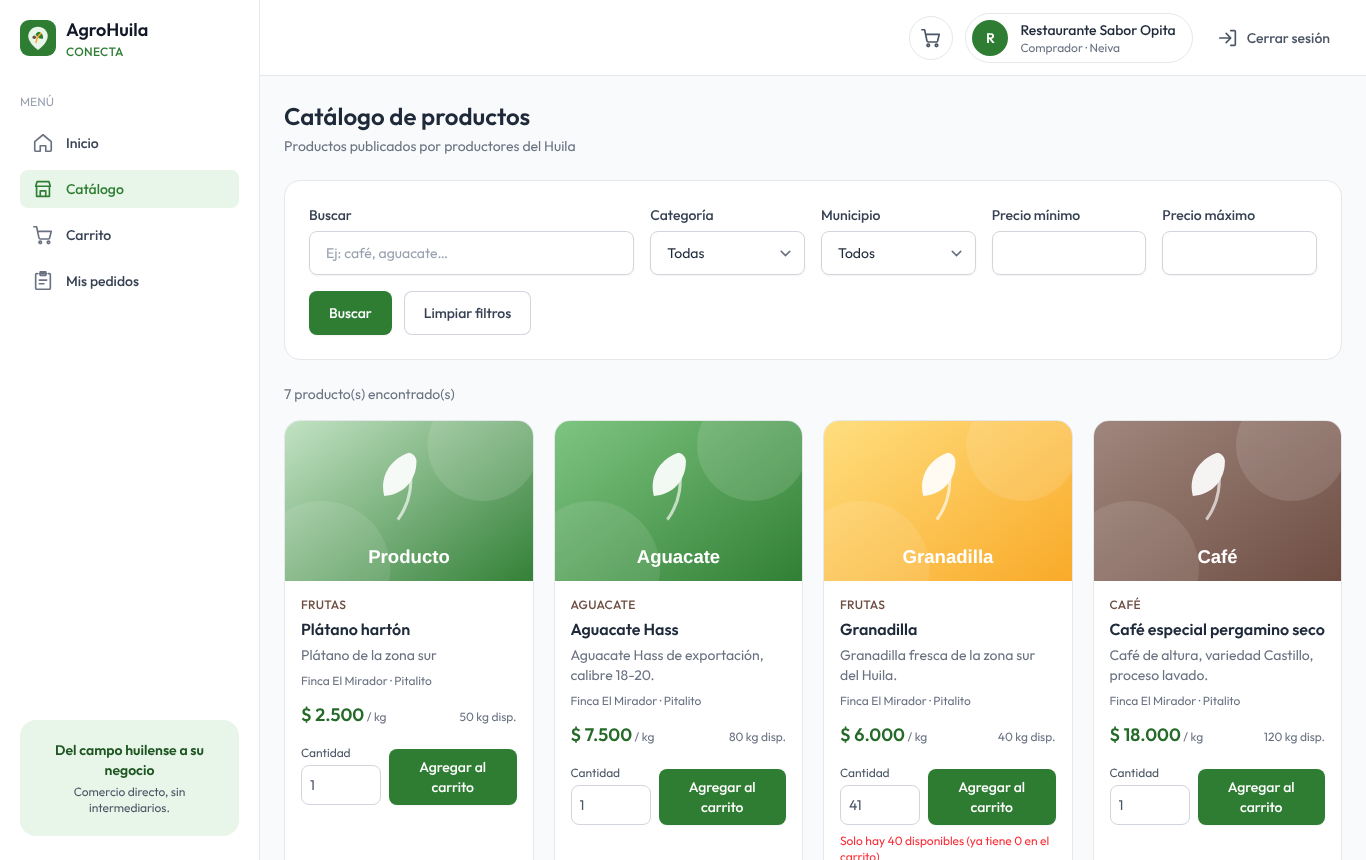 AgroHuila
CONECTA
MENÚ
Inicio
Catálogo
Carrito
Mis pedidos
Del campo huilense a su
negocio
Comercio directo, sin
intermediarios.
R
Restaurante Sabor Opita
Comprador · Neiva
Cerrar sesión
Catálogo de productos
Productos publicados por productores del Huila
Buscar
Categoría
Municipio
Precio mínimo
Precio máximo
Ej: café, aguacate...
Todas
Todos
Buscar
Limpiar filtros
7 producto(s) encontrado(s)
Producto
FRUTAS
Plátano hartón
Plátano de la zona sur
Finca El Mirador · Pitalito
$ 2.500 / kg
50 kg disp.
Cantidad
1
Agregar al
carrito
Aguacate
AGUACATE
Aguacate Hass
Aguacate Hass de exportación,
calibre 18-20.
Finca El Mirador · Pitalito
$ 7.500 / kg
80 kg disp.
Cantidad
1
Agregar al
carrito
Granadilla
FRUTAS
Granadilla
Granadilla fresca de la zona sur
del Huila.
Finca El Mirador · Pitalito
$ 6.000 / kg
40 kg disp.
Cantidad
41
Agregar al
carrito
Solo hay 40 disponibles (ya tiene 0 en el
carrito)
Café
CAFÉ
Café especial pergamino seco
Café de altura, variedad Castillo,
proceso lavado.
Finca El Mirador · Pitalito
$ 18.000 / kg
120 kg disp.
Cantidad
1
Agregar al
carrito